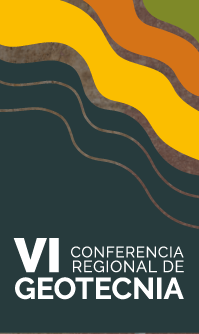 VI CONFERENCIA
REGIONAL DE
GEOTECNIA